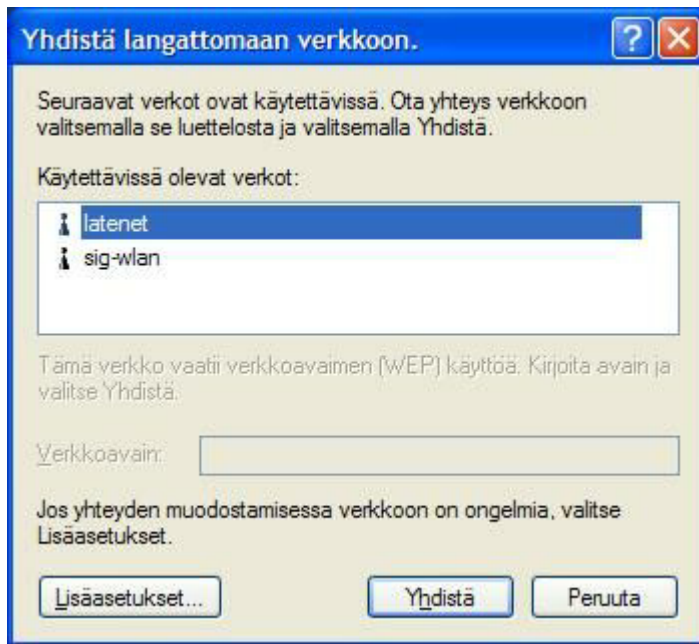 Yhdistä langattomaan verkkoon.
Seuraavat verkot ovat käytettävissä. Ota yhteys verkkoon
valitsemalla se luettelosta ja valitsemalla Yhdistä.
Käytettävissä olevat verkot:
latenet
sig-wlan
Tämä verkko vaatii verkkoavaimen (WEP) käyttöä. Kirjoita avain ja
valitse Yhdistä.
Verkkoavain:
Jos yhteyden muodostamisessa verkkoon on ongelmia, valitse
Lisäasetukset.
Lisäasetukset... Yhdistä Peruuta